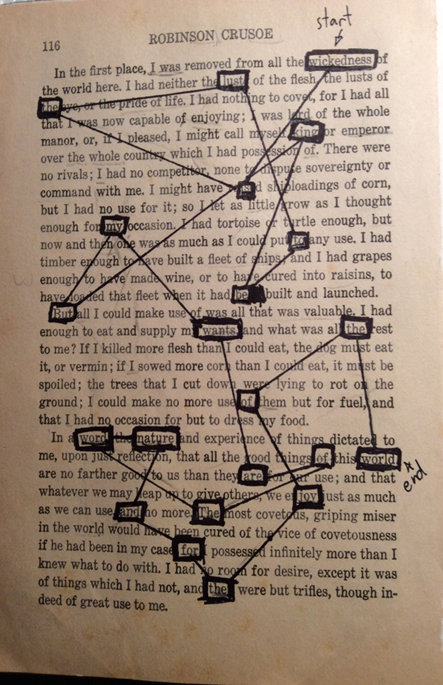 start
116 ROBINSON CRUSOE
In the first place, I was removed from all the wickedness of
the world here. I had neither the lust of the flesh, the lusts of
the eye, or the pride of life. I had nothing to covet, for I had all
that I was now capable of enjoying; I was lord of the whole
manor, or, if I pleased, I might call myself king or emperor
over the whole country which I had possession of. There were
no rivals; I had no competitor, none to dispute sovereignty or
command with me. I might have shiploadings of corn,
but I had no use for it; so I let as little grow as I thought
enough for my occasion. I had tortoise or turtle enough, but
now and then one was as much as I could put to any use. I had
timber enough to have built a fleet of ships, and I had grapes
enough to have made wine, or to have cured into raisins, to
have loaded that fleet when it had be built and launched.
But all I could make use of was all that was valuable. I had
enough to eat and supply my wants, and what was all the rest
to me? If I killed more flesh than I could eat, the dog must eat
it, or vermin; if I sowed more corn than I could eat, it must be
spoiled; the trees that I cut down were lying to rot on the
ground; I could make no more use of them but for fuel, and
that I had no occasion for but to dress my food.
In a word the nature and experience of things dictated to
me, upon just reflection, that all the good things of this world
are no farther good to us than they are for our use; and that
whatever we may heap up to give others, we enjoy just as much
as we can use and no more. The most covetous, griping miser
in the world would have been cured of the vice of covetousness
if he had been in my case for possessed infinitely more than I
knew what to do with. I had no room for desire, except it was
of things which I had not, and the were but trifles, though in-
deed of great use to me.
end